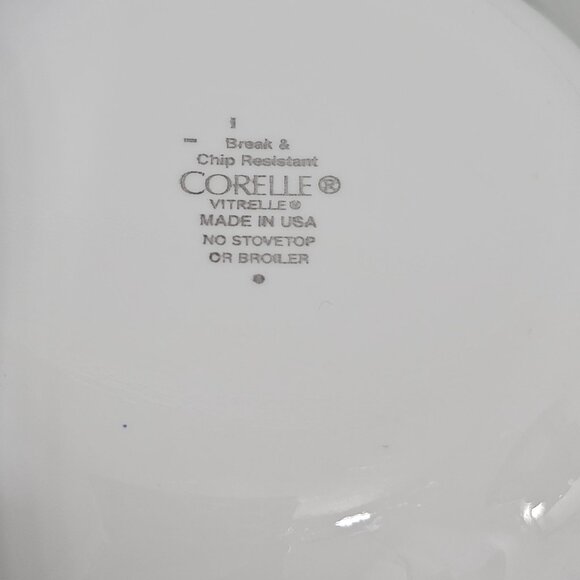 Break &
Chip Resistant
CORELLE®
VITRELLE®
MADE IN USA
NO STOVETOP
OR BROILER